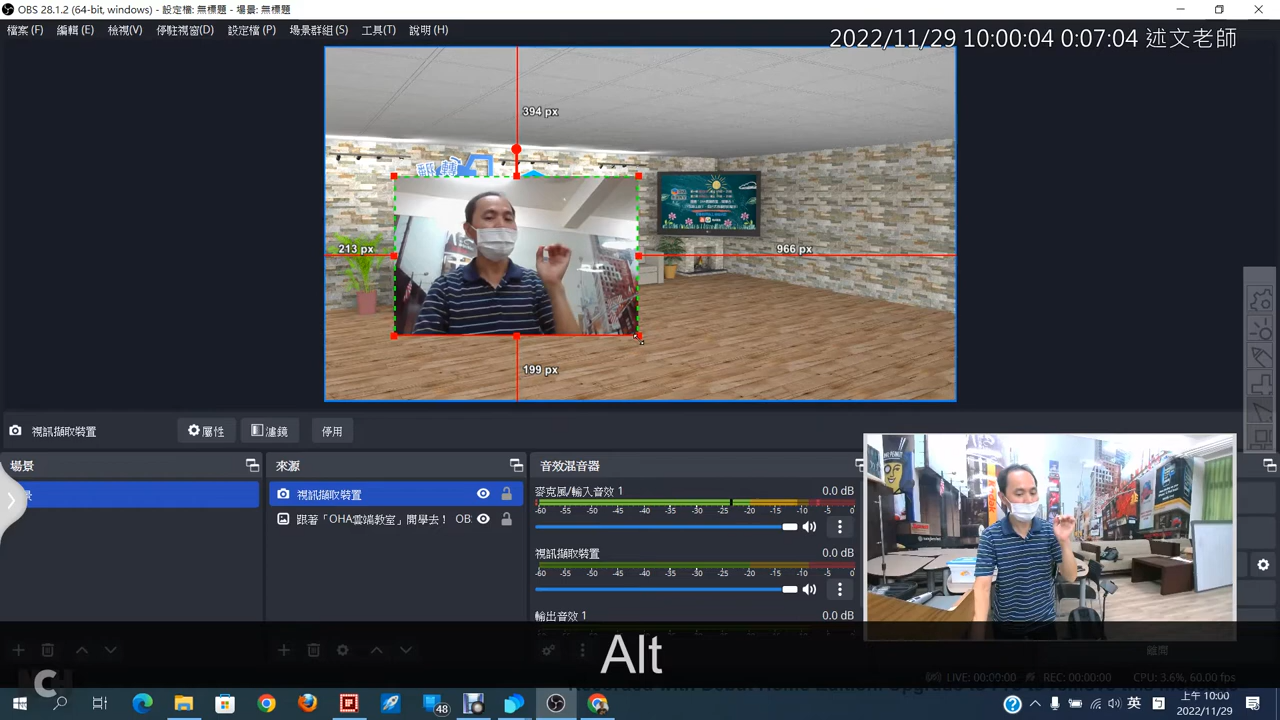 OBS 28.1.2 (64-bit, windows) - 設定檔: 無標題 - 場景: 無標題
檔案 (F) 編輯 (E) 檢視(V) 停駐視窗(D) 設定檔 (P) 場景群組 (S) 工具(T) 說明 (H)
2022/11/29 10:00:04 0:07:04 述文老師
394 px
翻轉
213 px
966 px
199 px
視訊擷取裝置 屬性 濾鏡 停用
場景 來源 音效混音器
視訊擷取裝置
跟著「OHA雲端教室」開學去！ OB
麥克風/輸入音效 1 0.0 dB
-60 -55 -50 -45 -40 -35 -30 -25 -20 -15 -10 -5 0
視訊擷取裝置 0.0 dB
-60 -55 -50 -45 -40 -35 -30 -25 -20 -15 -10 -5 0
輸出音效 1 0.0 dB
Alt
離開
NCH
LIVE: 00:00:00 REC: 00:00:00 CPU: 3.6%, 60.00 fps
48
英
上午 10:00
2022/11/29